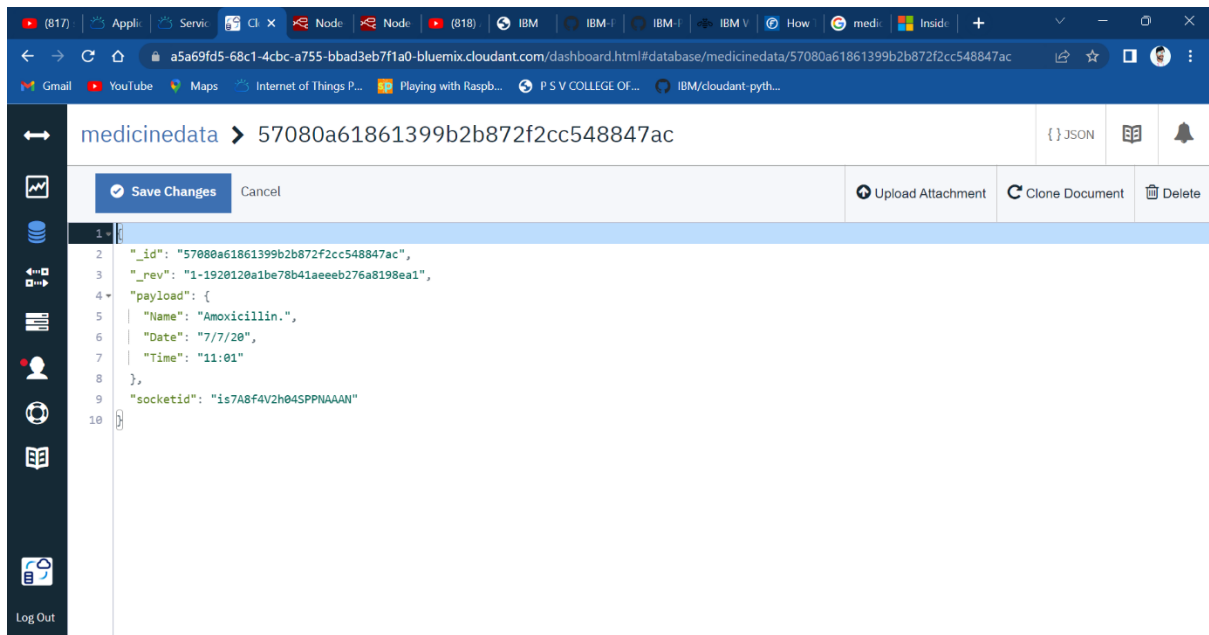 (817)
Applic
Servic
Cl
Node
Node
(818)
IBM
IBM-F
IBM-F
IBM V
How
medic
Inside
a5a69fd5-68c1-4cbc-a755-bbad3eb7f1a0-bluemix.cloudant.com/dashboard.html#database/medicinedata/57080a61861399b2b872f2cc548847ac
Gmail YouTube Maps Internet of Things P... Playing with Raspb... P S V COLLEGE OF... IBM/cloudant-pyth...
medicinedata > 57080a61861399b2b872f2cc548847ac
{ } JSON
Save Changes Cancel Upload Attachment Clone Document Delete
1 {
2 "_id": "57080a61861399b2b872f2cc548847ac",
3 "_rev": "1-1920120a1be78b41aeeeb276a8198ea1",
4 "payload": {
5 "Name": "Amoxicillin.",
6 "Date": "7/7/20",
7 "Time": "11:01"
8 },
9 "socketid": "is7A8f4V2h04SPPNAAAN"
10 }
Log Out